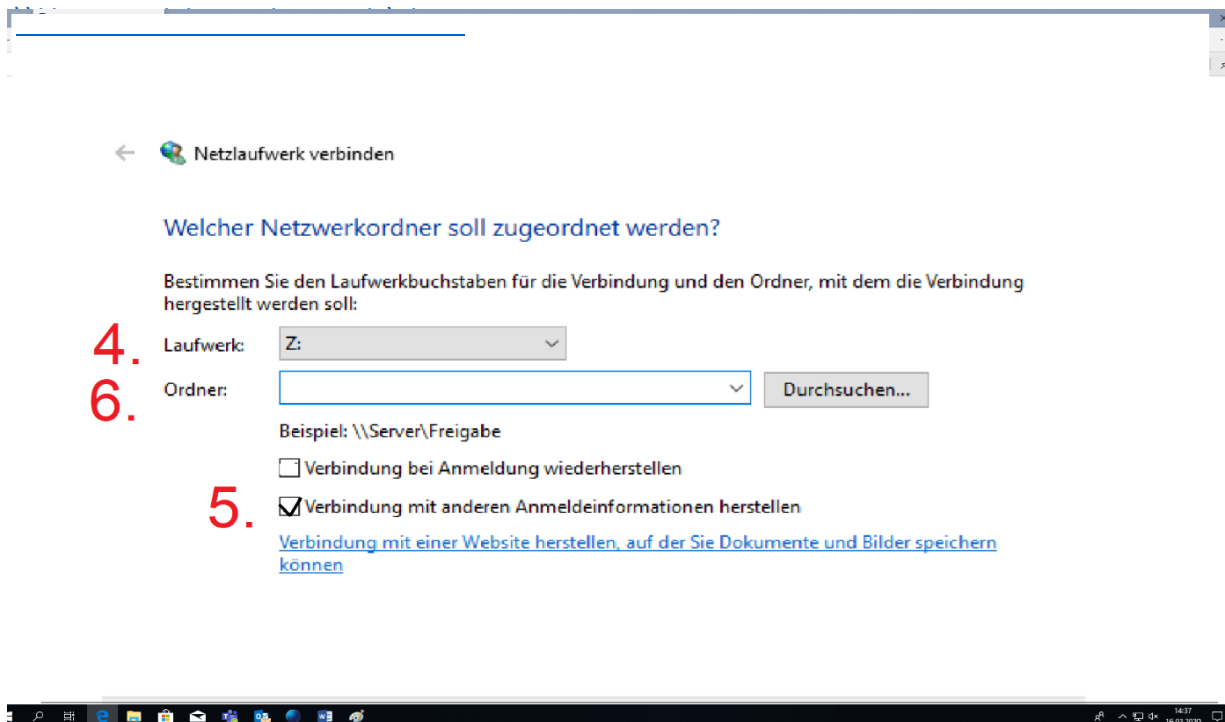 Netzlaufwerk verbinden
Welcher Netzwerkordner soll zugeordnet werden?
Bestimmen Sie den Laufwerkbuchstaben für die Verbindung und den Ordner, mit dem die Verbindung
hergestellt werden soll:
4. Laufwerk: Z:
6. Ordner: Durchsuchen...
Beispiel: \\Server\Freigabe
Verbindung bei Anmeldung wiederherstellen
5. Verbindung mit anderen Anmeldeinformationen herstellen
Verbindung mit einer Website herstellen, auf der Sie Dokumente und Bilder speichern
können
14:37